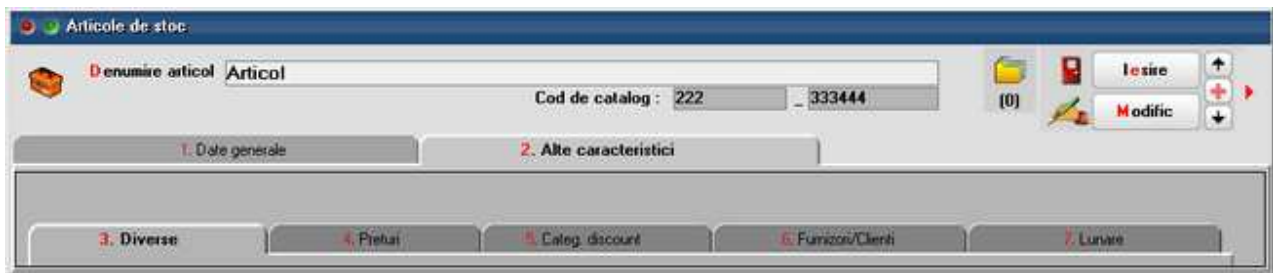 Articole de stoc
Denumire articol Articol
Cod de catalog : 222 _ 333444
(0)
Iesire
Modific
1. Date generale 2. Alte caracteristici
3. Diverse 4. Preturi 5. Categ. discount 6. Furnizori/Clienti 7. Lunare